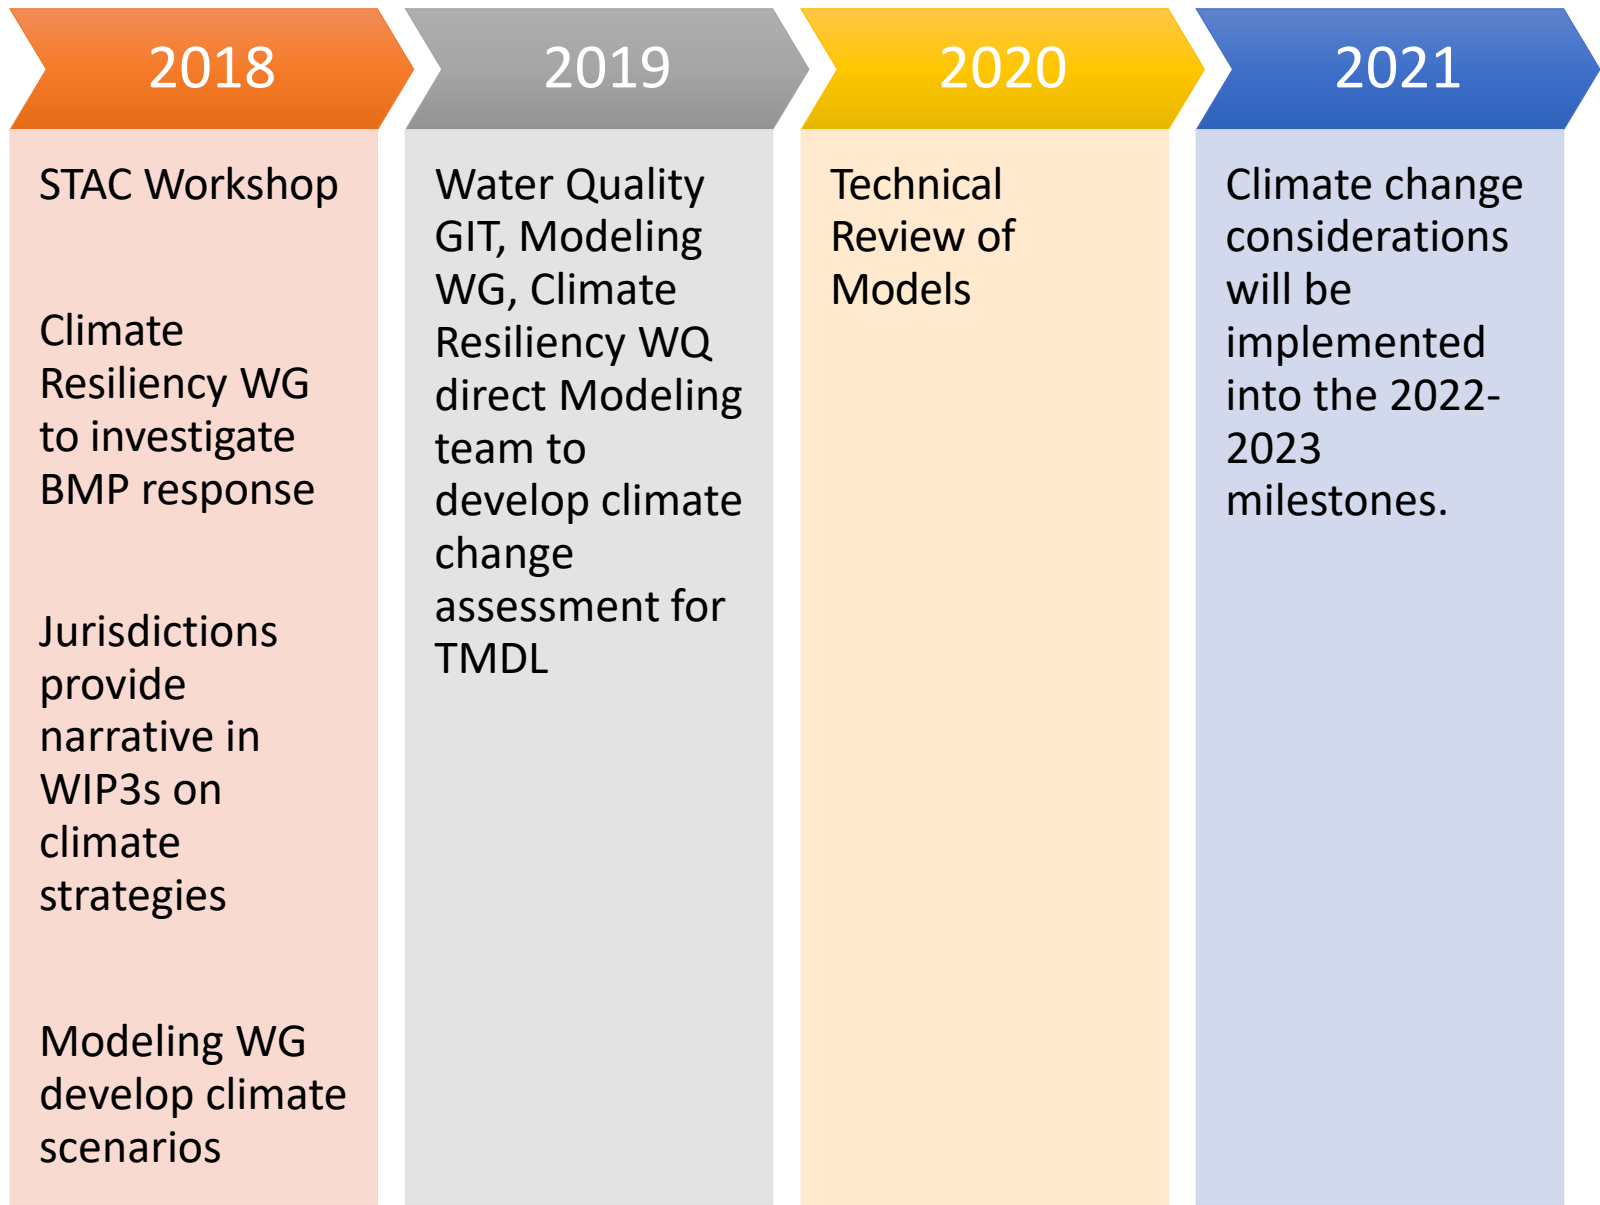 2018
STAC Workshop
Climate
Resiliency WG
to investigate
BMP response
Jurisdictions
provide
narrative in
WIP3s on
climate
strategies
Modeling WG
develop climate
scenarios
2019
Water Quality
GIT, Modeling
WG, Climate
Resiliency WQ
direct Modeling
team to
develop climate
change
assessment for
TMDL
2020
Technical
Review of
Models
2021
Climate change
considerations
will be
implemented
into the 2022-
2023
milestones.